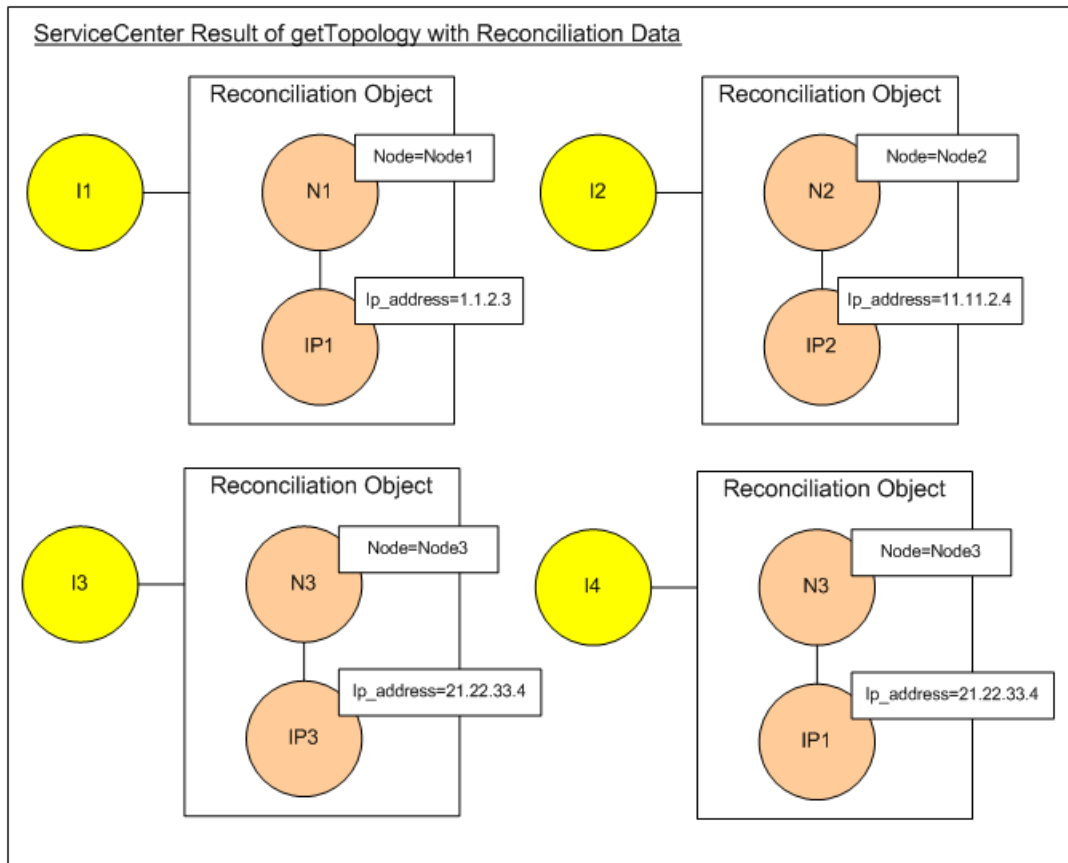 ServiceCenter Result of getTopology with Reconciliation Data
Reconciliation Object
I1
N1
Node=Node1
IP1
Ip_address=1.1.2.3
Reconciliation Object
I2
N2
Node=Node2
IP2
Ip_address=11.11.2.4
Reconciliation Object
I3
N3
Node=Node3
IP3
Ip_address=21.22.33.4
Reconciliation Object
I4
N3
Node=Node3
IP1
Ip_address=21.22.33.4